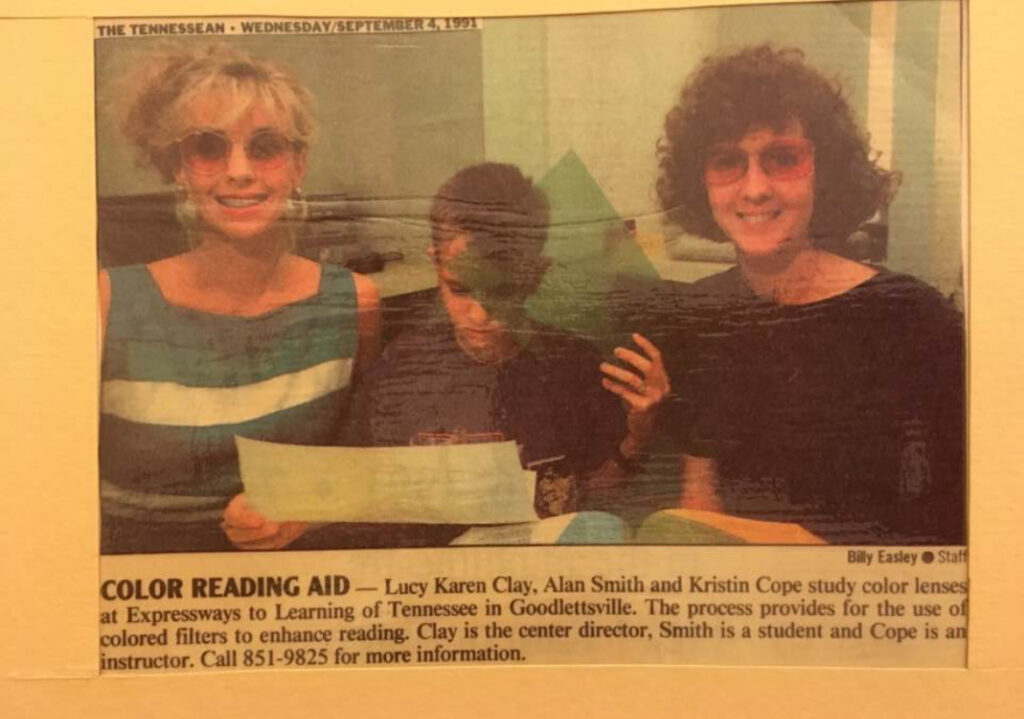 THE TENNESSEAN • WEDNESDAY/SEPTEMBER 4, 1991
Billy Easley ● Staff
COLOR READING AID — Lucy Karen Clay, Alan Smith and Kristin Cope study color lenses
at Expressways to Learning of Tennessee in Goodlettsville. The process provides for the use of
colored filters to enhance reading. Clay is the center director, Smith is a student and Cope is an
instructor. Call 851-9825 for more information.